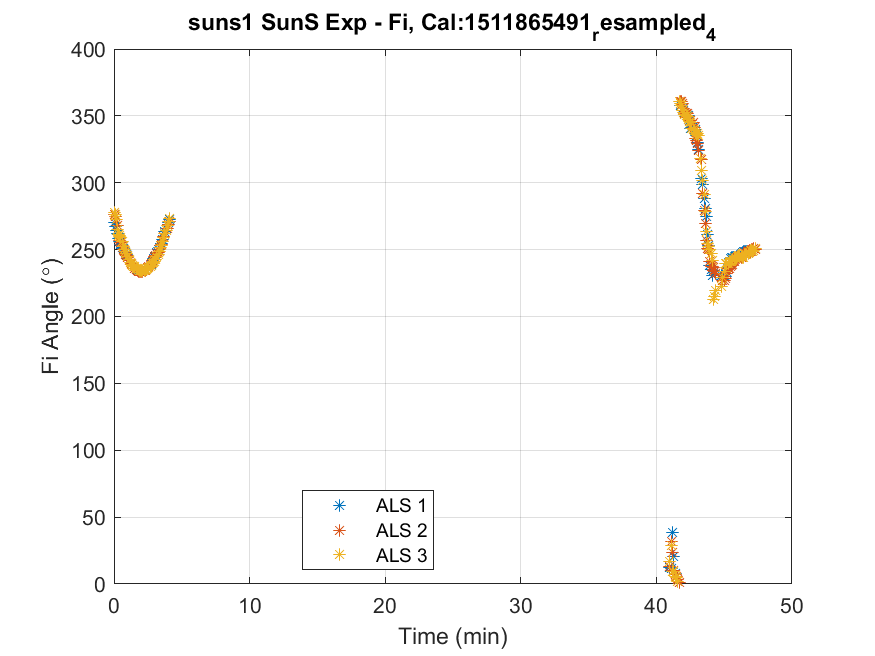 suns1 SunS Exp - Fi, Cal:1511865491_resampled_4
400
350
300
250
200
150
100
50
0
Fi Angle (°)
ALS 1
ALS 2
ALS 3
0 10 20 30 40 50
Time (min)